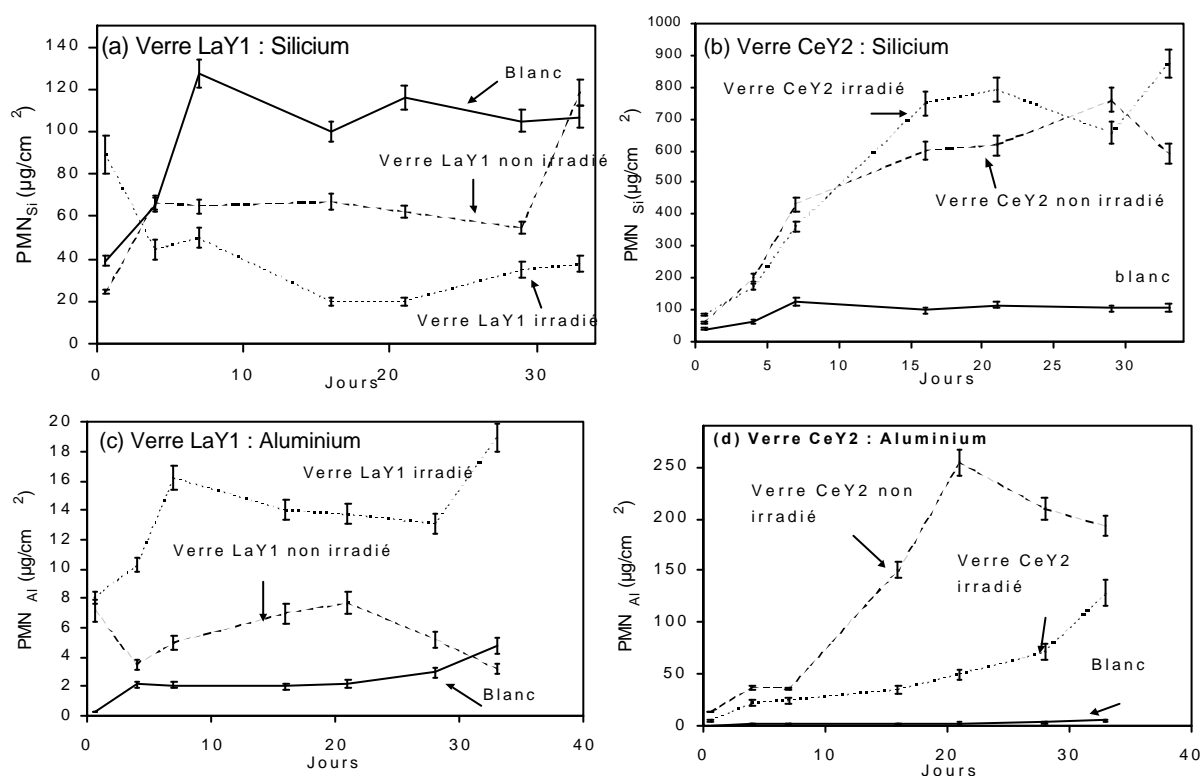 (a) Verre LaY1 : Silicium
PMN Si (µg/cm 2)
140
120
100
80
60
40
20
0
0
10
20
30
Jours
Blanc
Verre LaY1 non irradié
Verre LaY1 irradié
(b) Verre CeY2 : Silicium
PMN Si (µg/cm 2)
1000
900
800
700
600
500
400
300
200
100
0
0
5
10
15
20
25
30
Jours
Verre CeY2 irradié
Verre CeY2 non irradié
blanc
(c) Verre LaY1 : Aluminium
PMN Al (µg/cm 2)
20
18
16
14
12
10
8
6
4
2
0
0
10
20
30
40
Jours
Verre LaY1 irradié
Verre LaY1 non irradié
Blanc
(d) Verre CeY2 : Aluminium
PMN Al (µg/cm 2)
250
200
150
100
50
0
0
10
20
30
40
Jours
Verre CeY2 non
irradié
Verre CeY2
irradié
Blanc